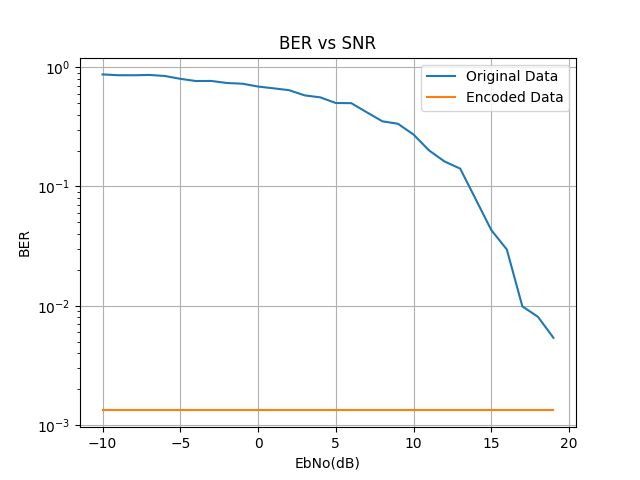 BER vs SNR
Original Data
Encoded Data
10⁰
10⁻¹
10⁻²
10⁻³
BER
−10
−5
0
5
10
15
20
EbNo(dB)